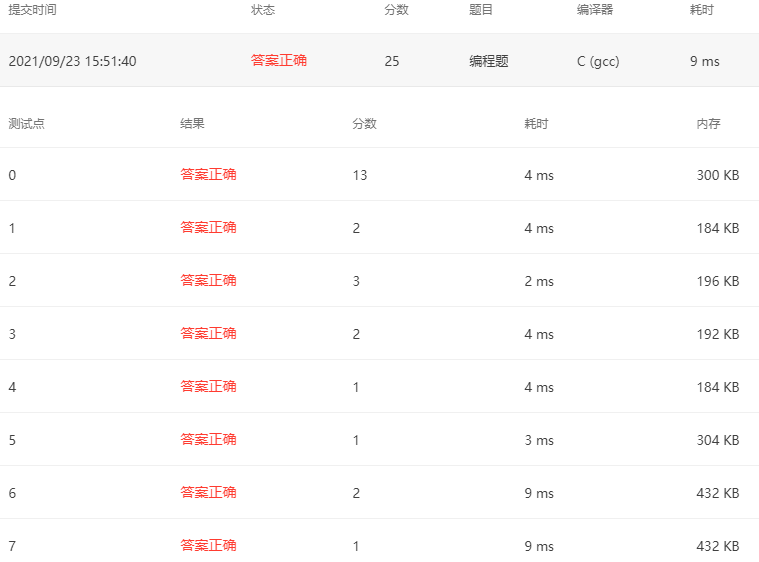 提交时间 状态 分数 题目 编译器 耗时
2021/09/23 15:51:40 答案正确 25 编程题 C (gcc) 9 ms
测试点 结果 分数 耗时 内存
0 答案正确 13 4 ms 300 KB
1 答案正确 2 4 ms 184 KB
2 答案正确 3 2 ms 196 KB
3 答案正确 2 4 ms 192 KB
4 答案正确 1 4 ms 184 KB
5 答案正确 1 3 ms 304 KB
6 答案正确 2 9 ms 432 KB
7 答案正确 1 9 ms 432 KB